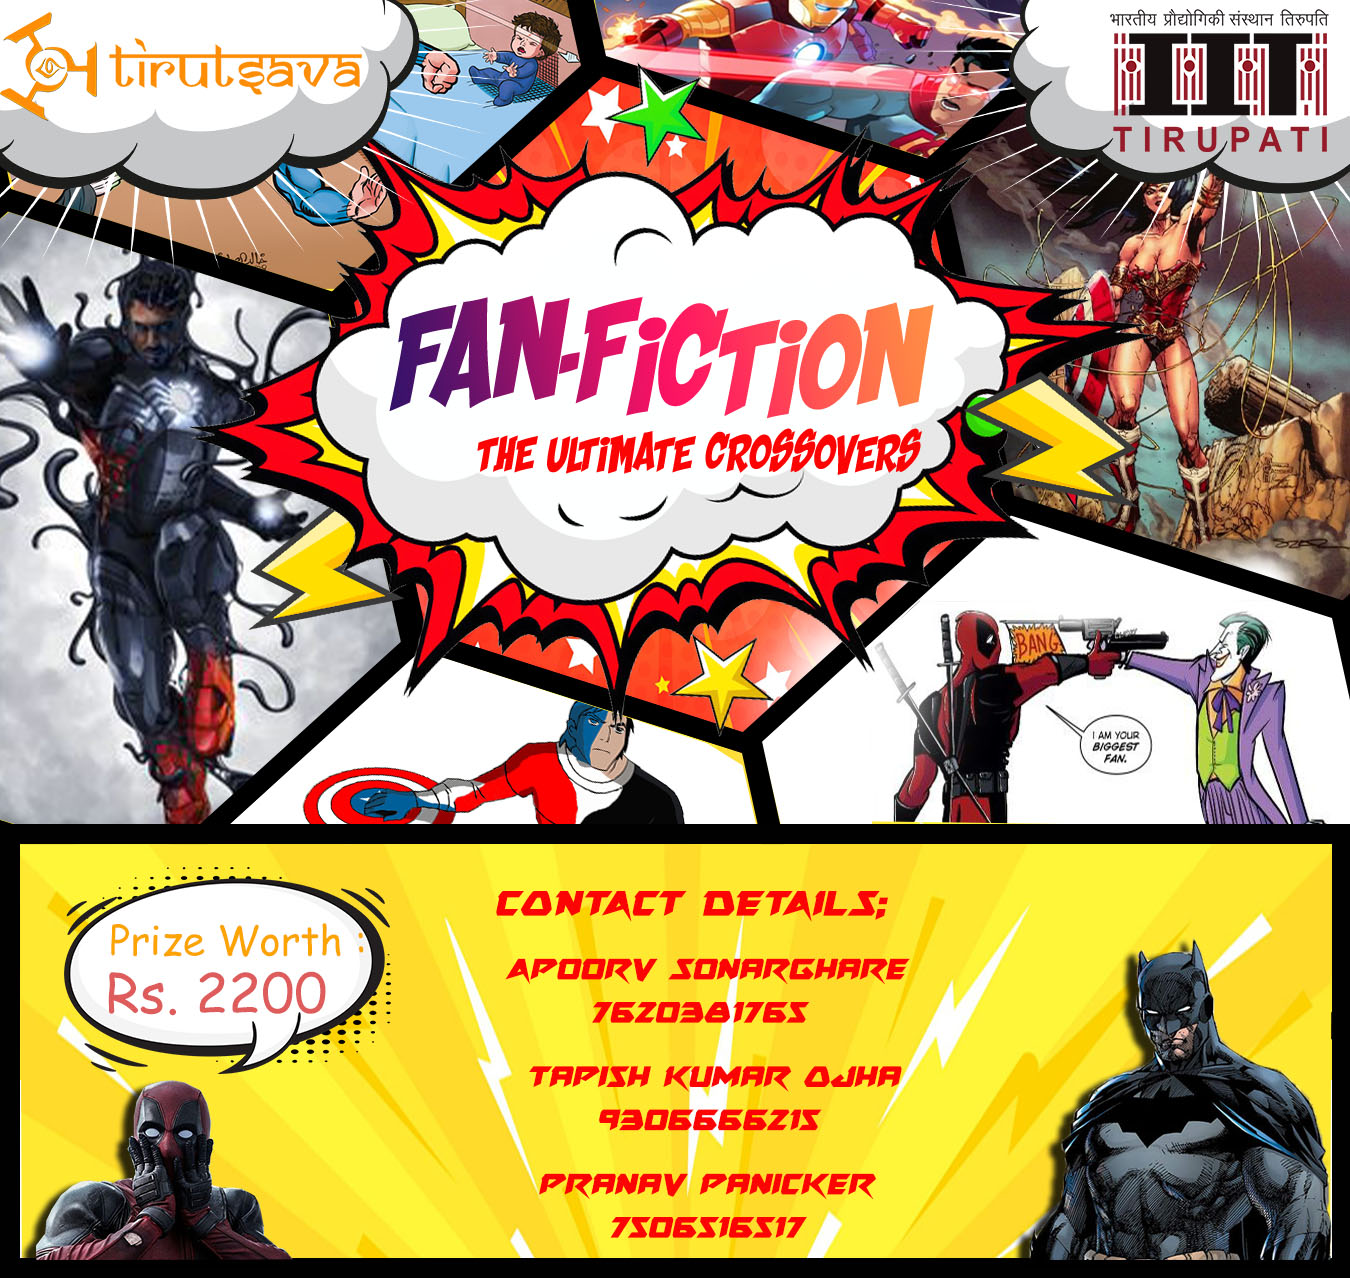 tirutsava
भारतीय प्रौद्योगिकी संस्थान तिरुपति
IIT
TIRUPATI
FAN-FiCTiON
THE ULTiMATE CROSSOVERS
BANG
I AM YOUR
BIGGEST
FAN.
Prize Worth :
Rs. 2200
CONTACT DETAILS;
APOORV SONARGHARE
7620381765
TAPISH KUMAR OJHA
9306666215
PRANAV PANICKER
7506516517